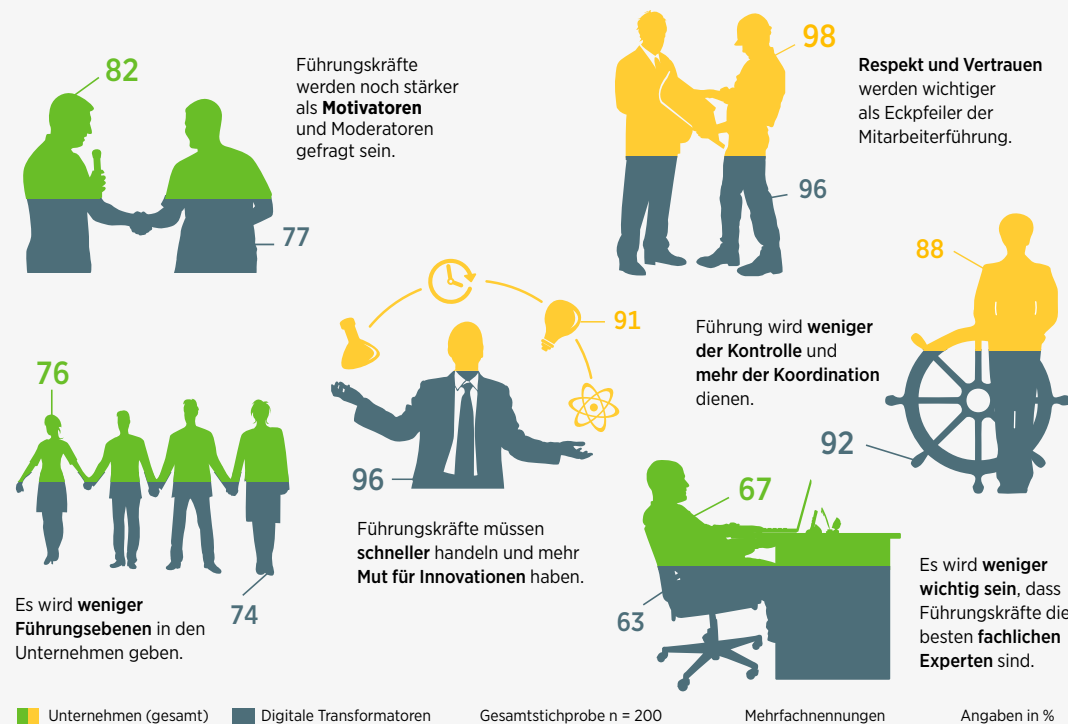 82
Führungskräfte
werden noch stärker
als Motivatoren
und Moderatoren
gefragt sein.
77
98
Respekt und Vertrauen
werden wichtiger
als Eckpfeiler der
Mitarbeiterführung.
96
91
96
Führungskräfte müssen
schneller handeln und mehr
Mut für Innovationen haben.
88
Führung wird weniger
der Kontrolle und
mehr der Koordination
dienen.
92
76
74
Es wird weniger
Führungsebenen in den
Unternehmen geben.
67
63
Es wird weniger
wichtig sein, dass
Führungskräfte die
besten fachlichen
Experten sind.
Unternehmen (gesamt) Digitale Transformatoren Gesamtstichprobe n = 200 Mehrfachnennungen Angaben in %